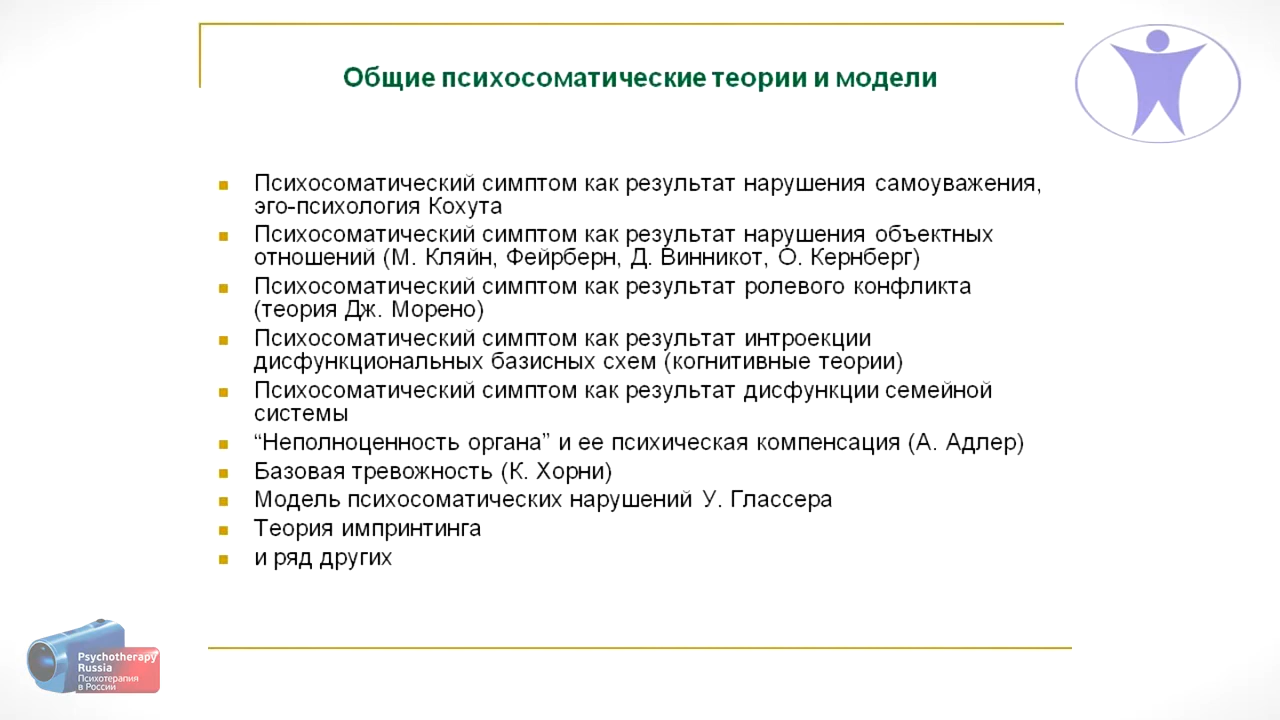 Общие психосоматические теории и модели
Психосоматический симптом как результат нарушения самоуважения,
эго-психология Кохута
Психосоматический симптом как результат нарушения объектных
отношений (М. Кляйн, Фейрберн, Д. Винникот, О. Кернберг)
Психосоматический симптом как результат ролевого конфликта
(теория Дж. Морено)
Психосоматический симптом как результат интроекции
дисфункциональных базисных схем (когнитивные теории)
Психосоматический симптом как результат дисфункции семейной
системы
“Неполноценность органа” и ее психическая компенсация (А. Адлер)
Базовая тревожность (К. Хорни)
Модель психосоматических нарушений У. Глассера
Теория импринтинга
и ряд других
Psychotherapy
Russia
Психотерапия
в России